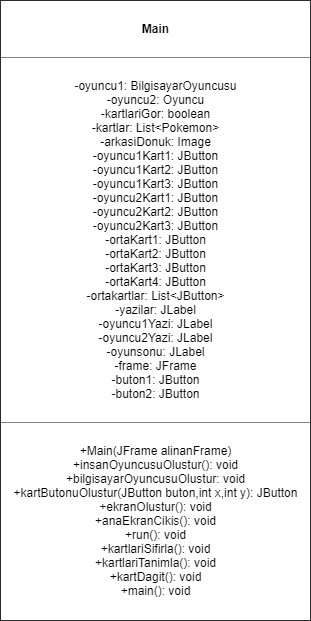 Main
-oyuncu1: BilgisayarOyuncusu
-oyuncu2: Oyuncu
-kartlariGor: boolean
-kartlar: List<Pokemon>
-arkasiDonuk: Image
-oyuncu1Kart1: JButton
-oyuncu1Kart2: JButton
-oyuncu1Kart3: JButton
-oyuncu2Kart1: JButton
-oyuncu2Kart2: JButton
-oyuncu2Kart3: JButton
-ortaKart1: JButton
-ortaKart2: JButton
-ortaKart3: JButton
-ortaKart4: JButton
-ortakartlar: List<JButton>
-yazilar: JLabel
-oyuncu1Yazi: JLabel
-oyuncu2Yazi: JLabel
-oyunsonu: JLabel
-frame: JFrame
-buton1: JButton
-buton2: JButton
+Main(JFrame alinanFrame)
+insanOyuncusuOlustur(): void
+bilgisayarOyuncusuOlustur: void
+kartButonuOlustur(JButton buton,int x,int y): JButton
+ekranOlustur(): void
+anaEkranCikis(): void
+run(): void
+kartlariSifirla(): void
+kartlariTanimla(): void
+kartDagit(): void
+main(): void